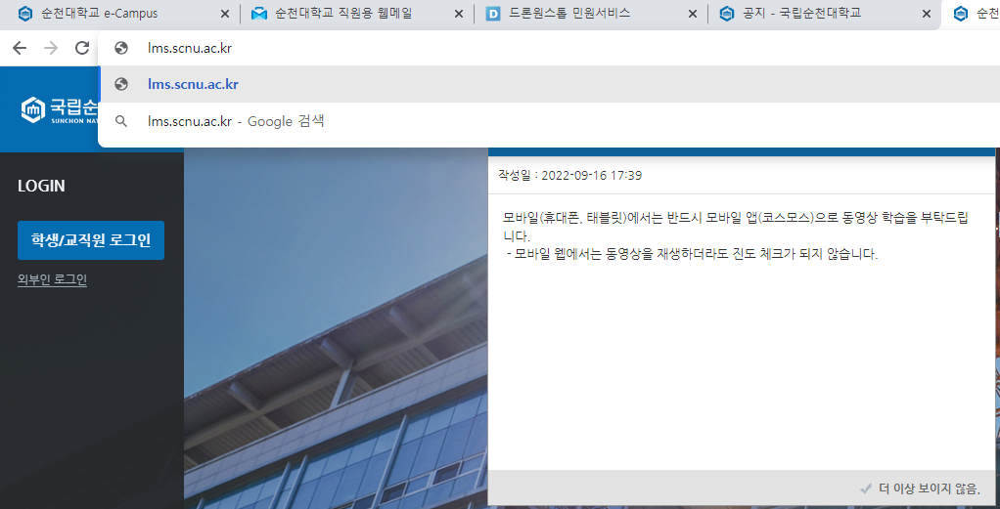 순천대학교 e-Campus
순천대학교 직원용 웹메일
드론원스톱 민원서비스
공지 - 국립순천대학교
순천
lms.scnu.ac.kr
lms.scnu.ac.kr
lms.scnu.ac.kr - Google 검색
국립순
SUNCHON NAT
LOGIN
학생/교직원 로그인
외부인 로그인
작성일 : 2022-09-16 17:39
모바일(휴대폰, 태블릿)에서는 반드시 모바일 앱(코스모스)으로 동영상 학습을 부탁드립
니다.
- 모바일 웹에서는 동영상을 재생하더라도 진도 체크가 되지 않습니다.
더 이상 보이지 않음.